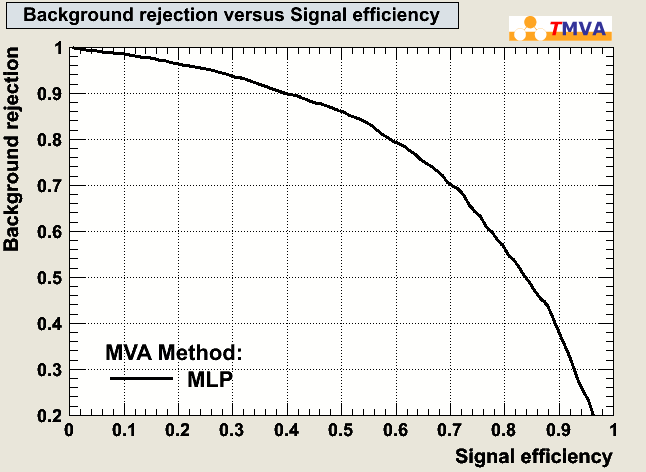 Background rejection versus Signal efficiency
TMVA
Background rejection
1
0.9
0.8
0.7
0.6
0.5
0.4
0.3
0.2
MVA Method:
MLP
0 0.1 0.2 0.3 0.4 0.5 0.6 0.7 0.8 0.9 1
Signal efficiency